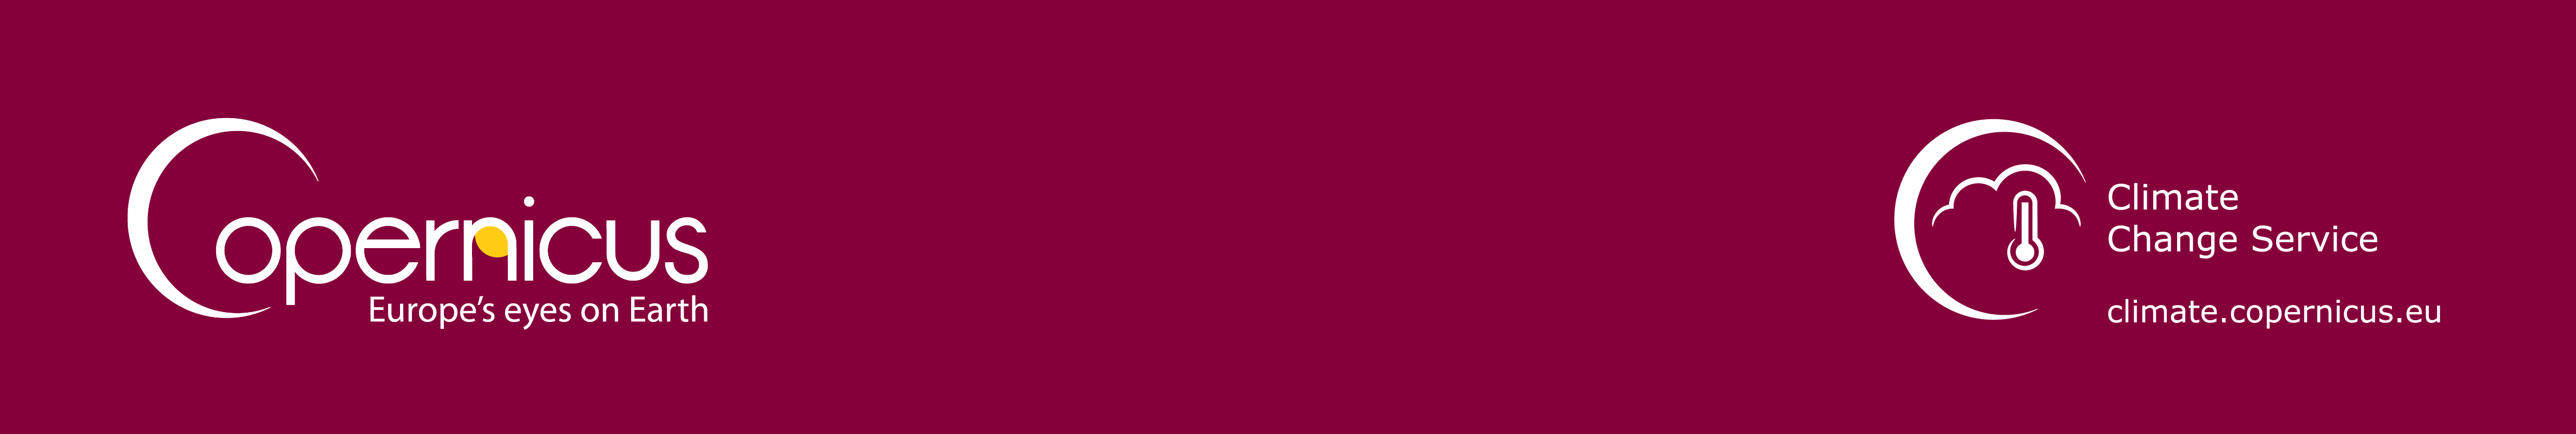 Copernicus
Europe's eyes on Earth
Climate
Change Service
climate.copernicus.eu